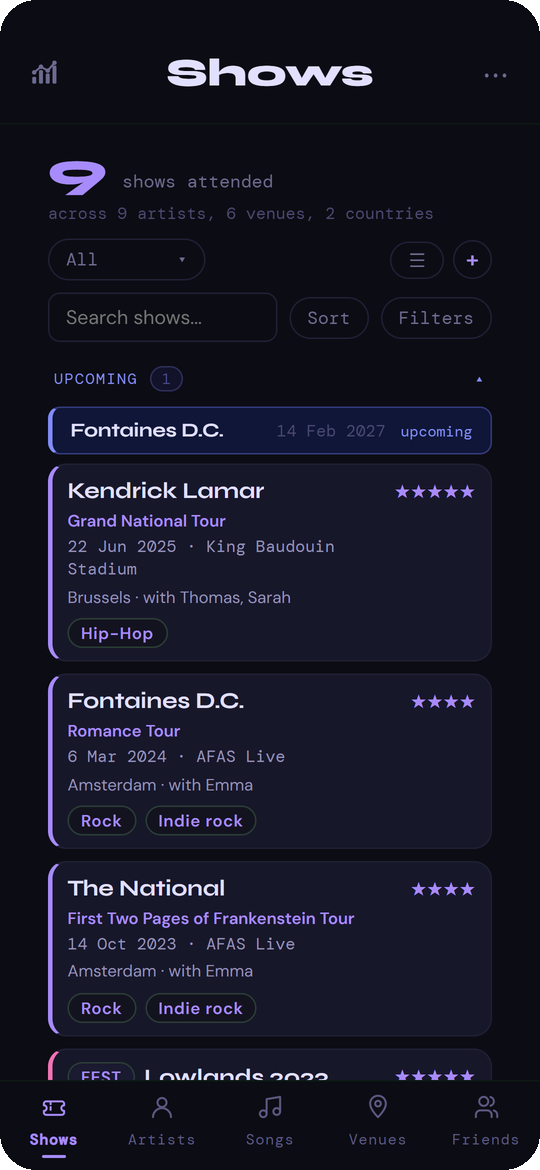 Shows
9 shows attended
across 9 artists, 6 venues, 2 countries
All
Search shows...
Sort
Filters
UPCOMING 1
Fontaines D.C. 14 Feb 2027 upcoming
Kendrick Lamar ★★★★★
Grand National Tour
22 Jun 2025 · King Baudouin
Stadium
Brussels · with Thomas, Sarah
Hip-Hop
Fontaines D.C. ★★★★
Romance Tour
6 Mar 2024 · AFAS Live
Amsterdam · with Emma
Rock Indie rock
The National ★★★★
First Two Pages of Frankenstein Tour
14 Oct 2023 · AFAS Live
Amsterdam · with Emma
Rock Indie rock
FEST Lowlands 2023 ★★★★★
Shows Artists Songs Venues Friends